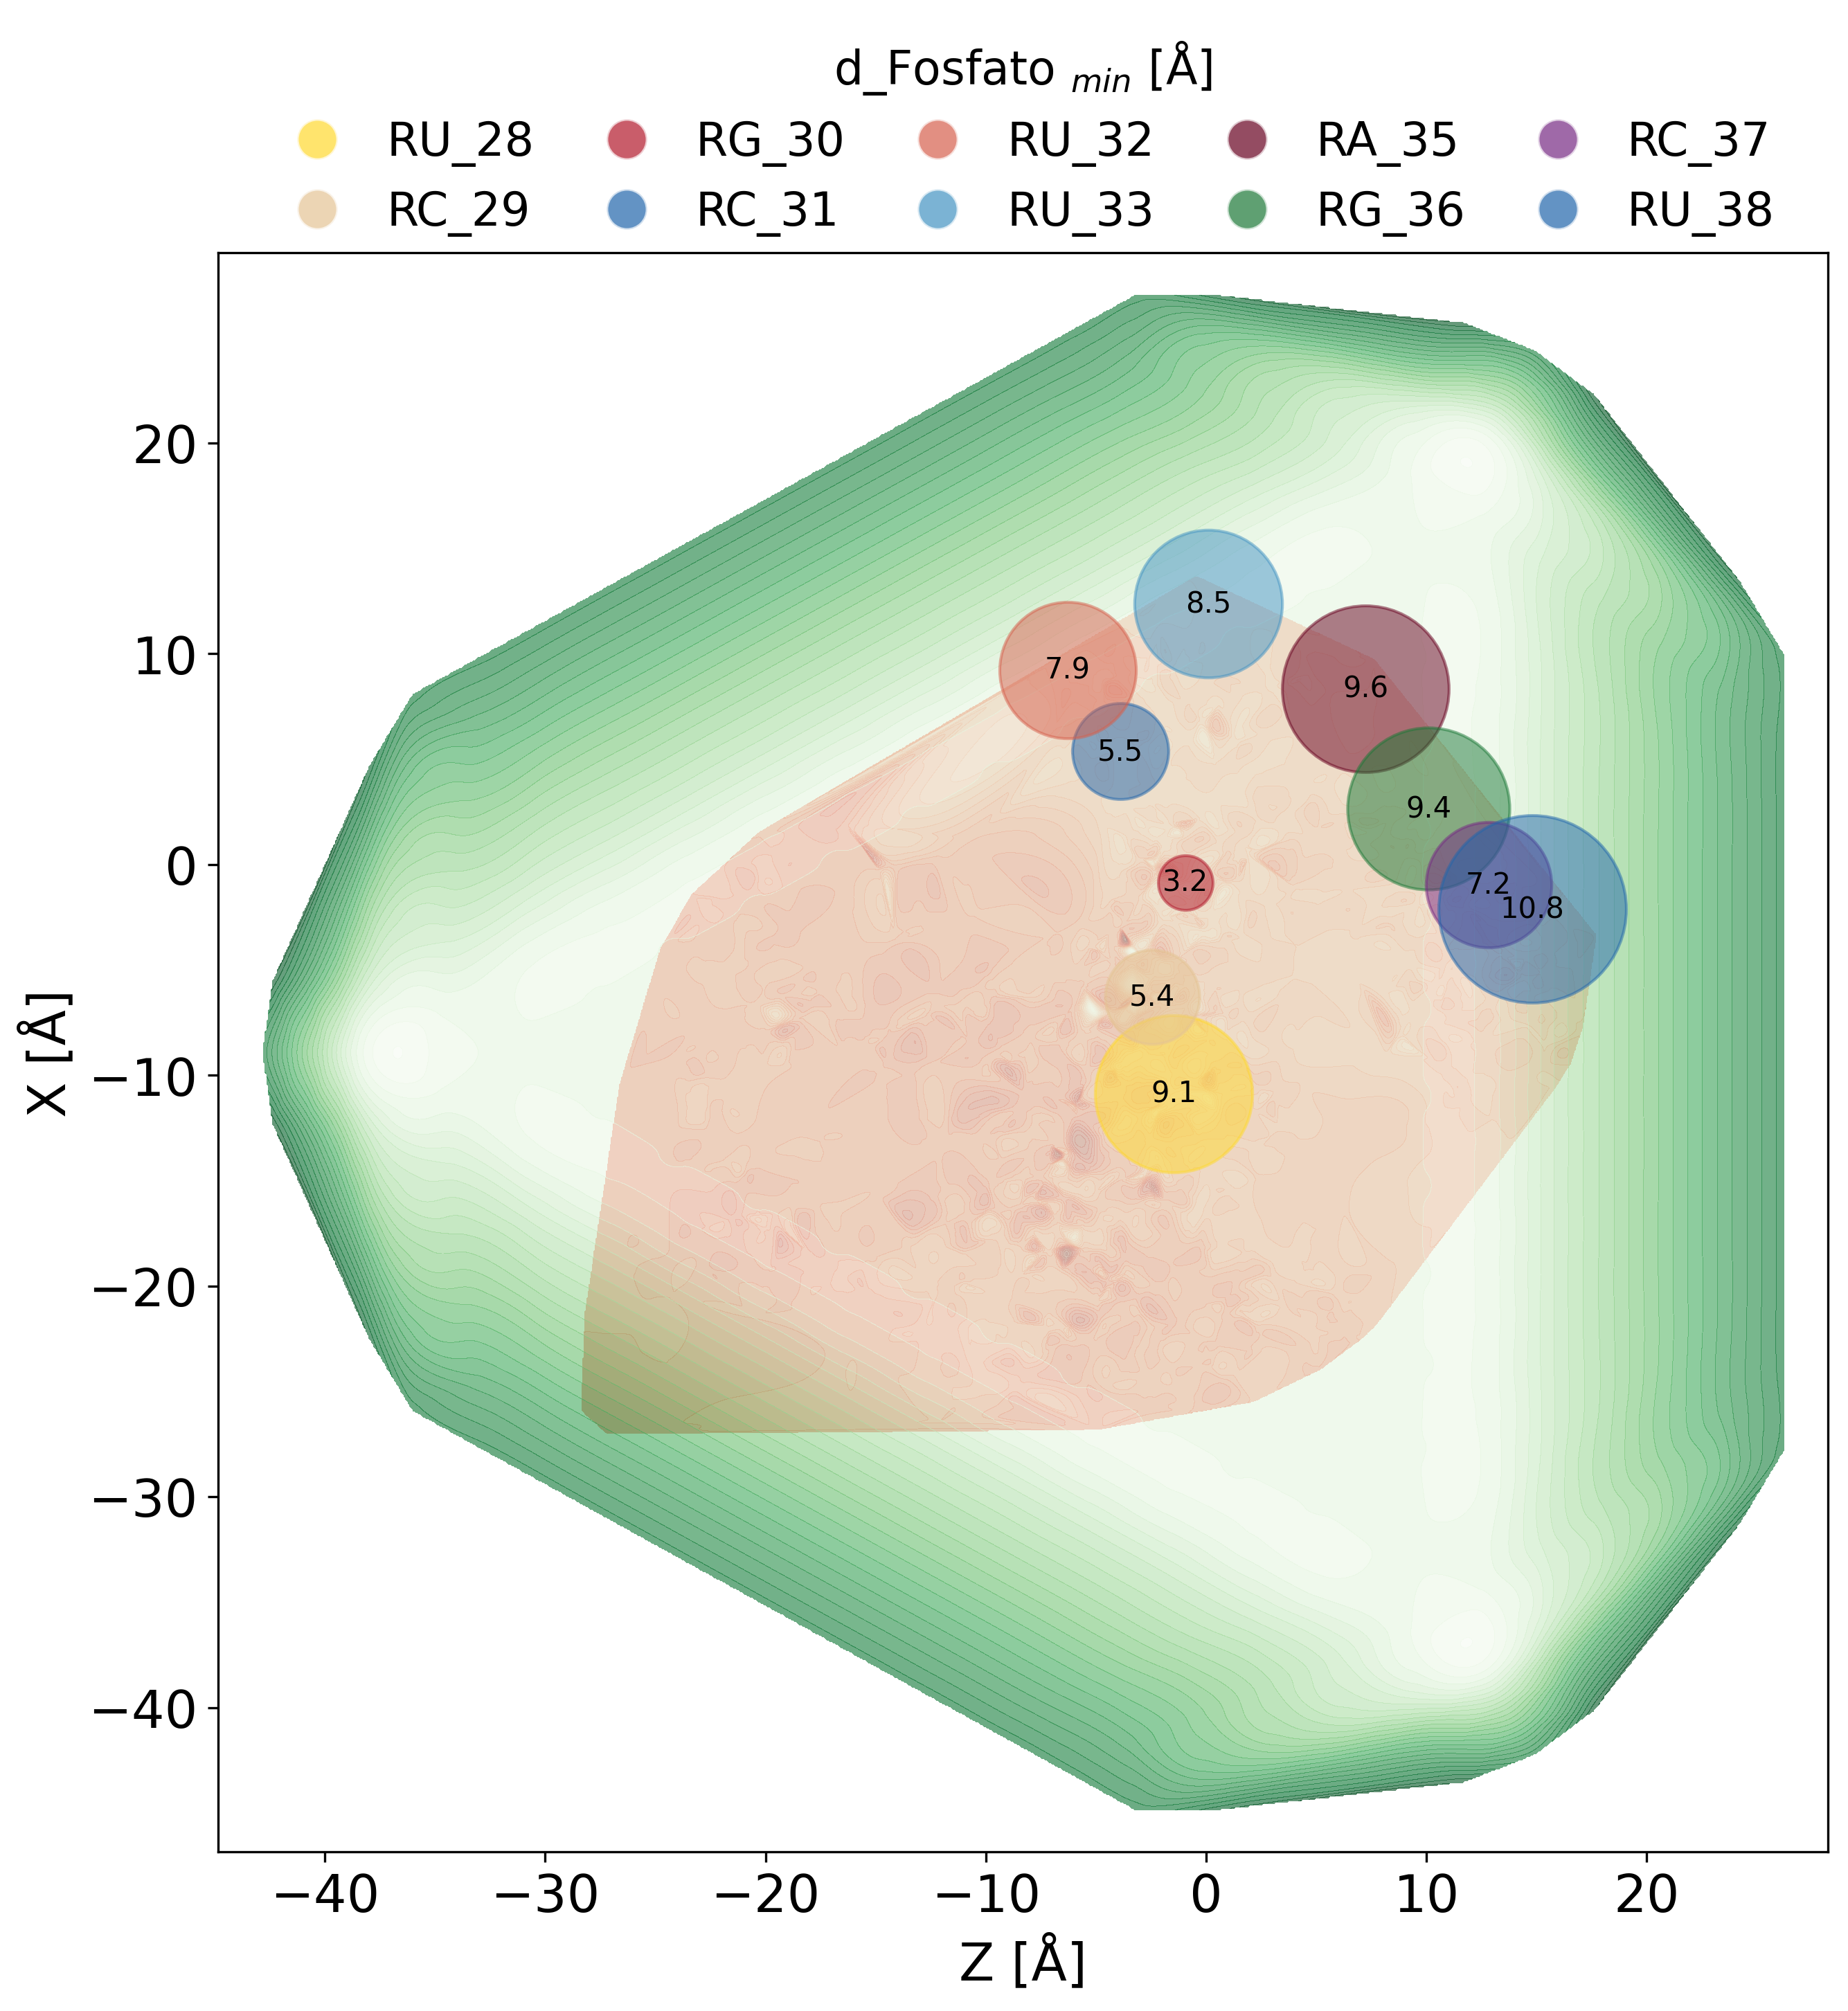 d_Fosfato min [Å]
RU_28 RG_30 RU_32 RA_35 RC_37
RC_29 RC_31 RU_33 RG_36 RU_38
20
10
0
−10
−20
−30
−40
X [Å]
8.5
7.9
9.6
5.5
9.4
3.2
7.2
10.8
5.4
9.1
−40 −30 −20 −10 0 10 20
Z [Å]